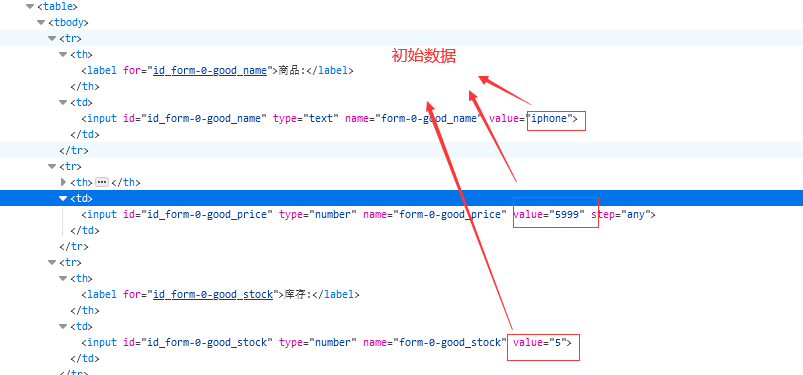 <table>
<tbody>
<tr>
<th>
初始数据
<label for="id_form-0-good_name">商品:</label>
</th>
<td>
<input id="id_form-0-good_name" type="text" name="form-0-good_name" value="iphone">
</td>
</tr>
<tr>
<th>•••</th>
<td>
<input id="id_form-0-good_price" type="number" name="form-0-good_price" value="5999" step="any">
</td>
</tr>
<tr>
<th>
<label for="id_form-0-good_stock">库存:</label>
</th>
<td>
<input id="id_form-0-good_stock" type="number" name="form-0-good_stock" value="5">
</td>
</tr>